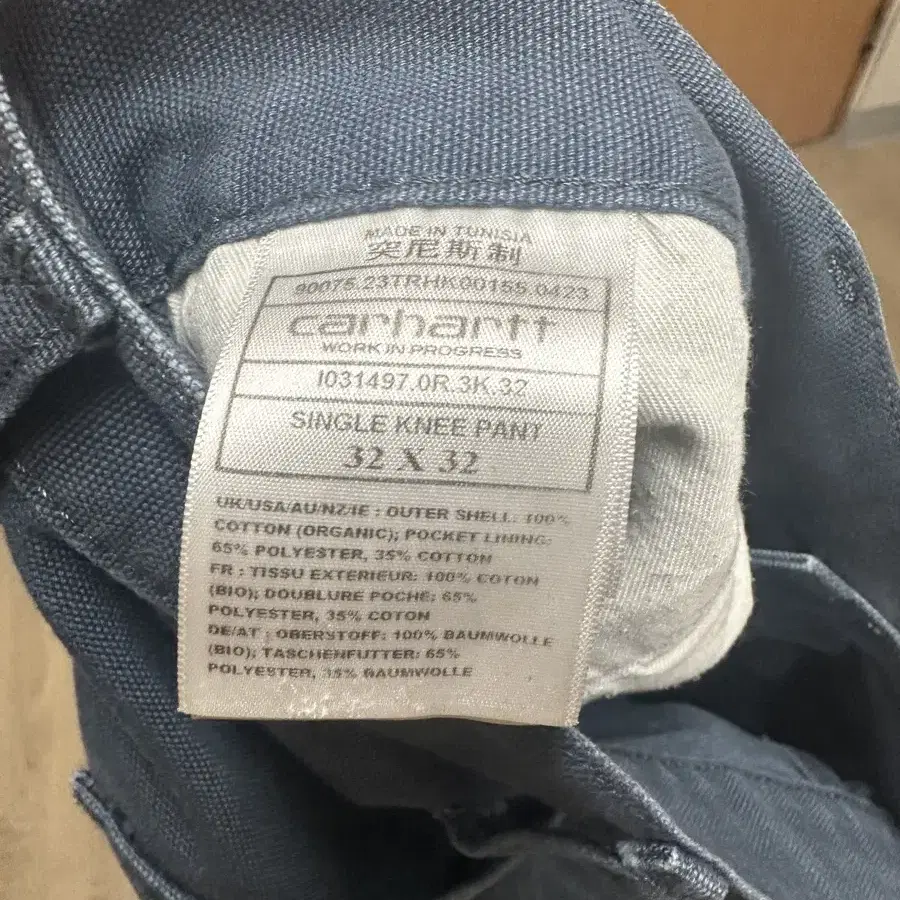 MADE IN TUNISIA
突尼斯制
90075.23TRHK00155.0423
carhartt
WORK IN PROGRESS
I031497.0R.3K.32
SINGLE KNEE PANT
32 X 32
UK/USA/AU/NZ/IE : OUTER SHELL: 100%
COTTON (ORGANIC); POCKET LINING:
65% POLYESTER, 35% COTTON
FR : TISSU EXTERIEUR: 100% COTON
(BIO); DOUBLURE POCHE: 65%
POLYESTER, 35% COTON
DE/AT : OBERSTOFF: 100% BAUMWOLLE
(BIO); TASCHENFUTTER: 65%
POLYESTER, 35% BAUMWOLLE